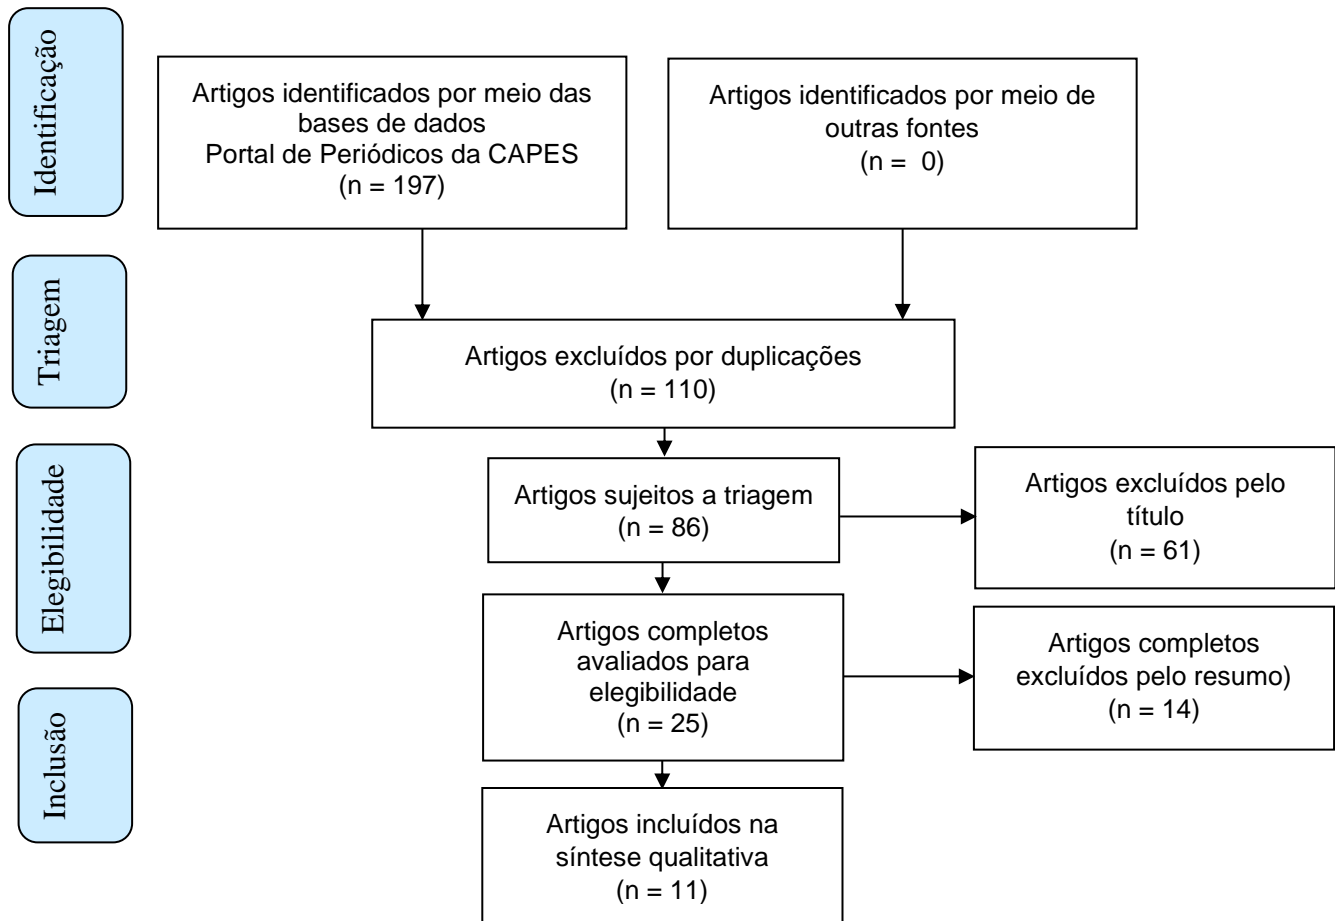 Identificação
Artigos identificados por meio das
bases de dados
Portal de Periódicos da CAPES
(n = 197)
Artigos identificados por meio de
outras fontes
(n =  0)
Triagem
Artigos excluídos por duplicações
(n = 110)
Elegibilidade
Artigos sujeitos a triagem
(n = 86)
Artigos excluídos pelo
título
(n = 61)
Artigos completos
avaliados para
elegibilidade
(n = 25)
Artigos completos
excluídos pelo resumo)
(n = 14)
Inclusão
Artigos incluídos na
síntese qualitativa
(n = 11)